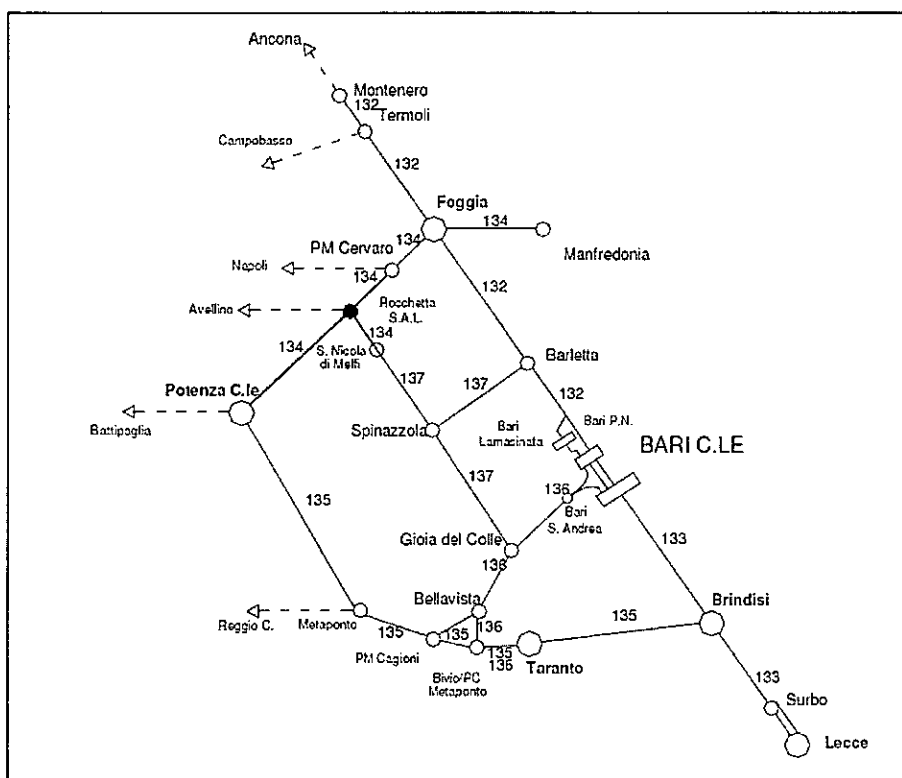 Ancona
Montenero
132
Termoli
Campobasso
132
Foggia
134
134
PM Cervaro
Manfredonia
Napoli
134
132
Avellino
Rocchetta
S.A.L.
134
134
S. Nicola
di Melfi
Barletta
137
137
132
Potenza C.le
Bari P.N.
Battipaglia
Spinazzola
Bari
Lamasinata
BARI C.LE
137
136
135
Bari
S. Andrea
Gioia del Colle
133
136
Bellavista
Brindisi
135
Reggio C.
Metaponto
135
135
136
PM Cagioni
135
136
Bivio/PC
Metaponto
Taranto
133
Surbo
Lecce